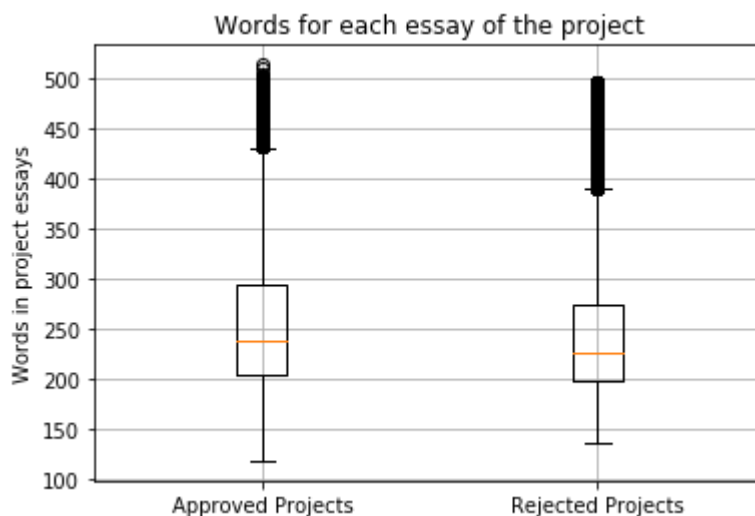 Words for each essay of the project
Words in project essays
500
450
400
350
300
250
200
150
100
Approved Projects
Rejected Projects